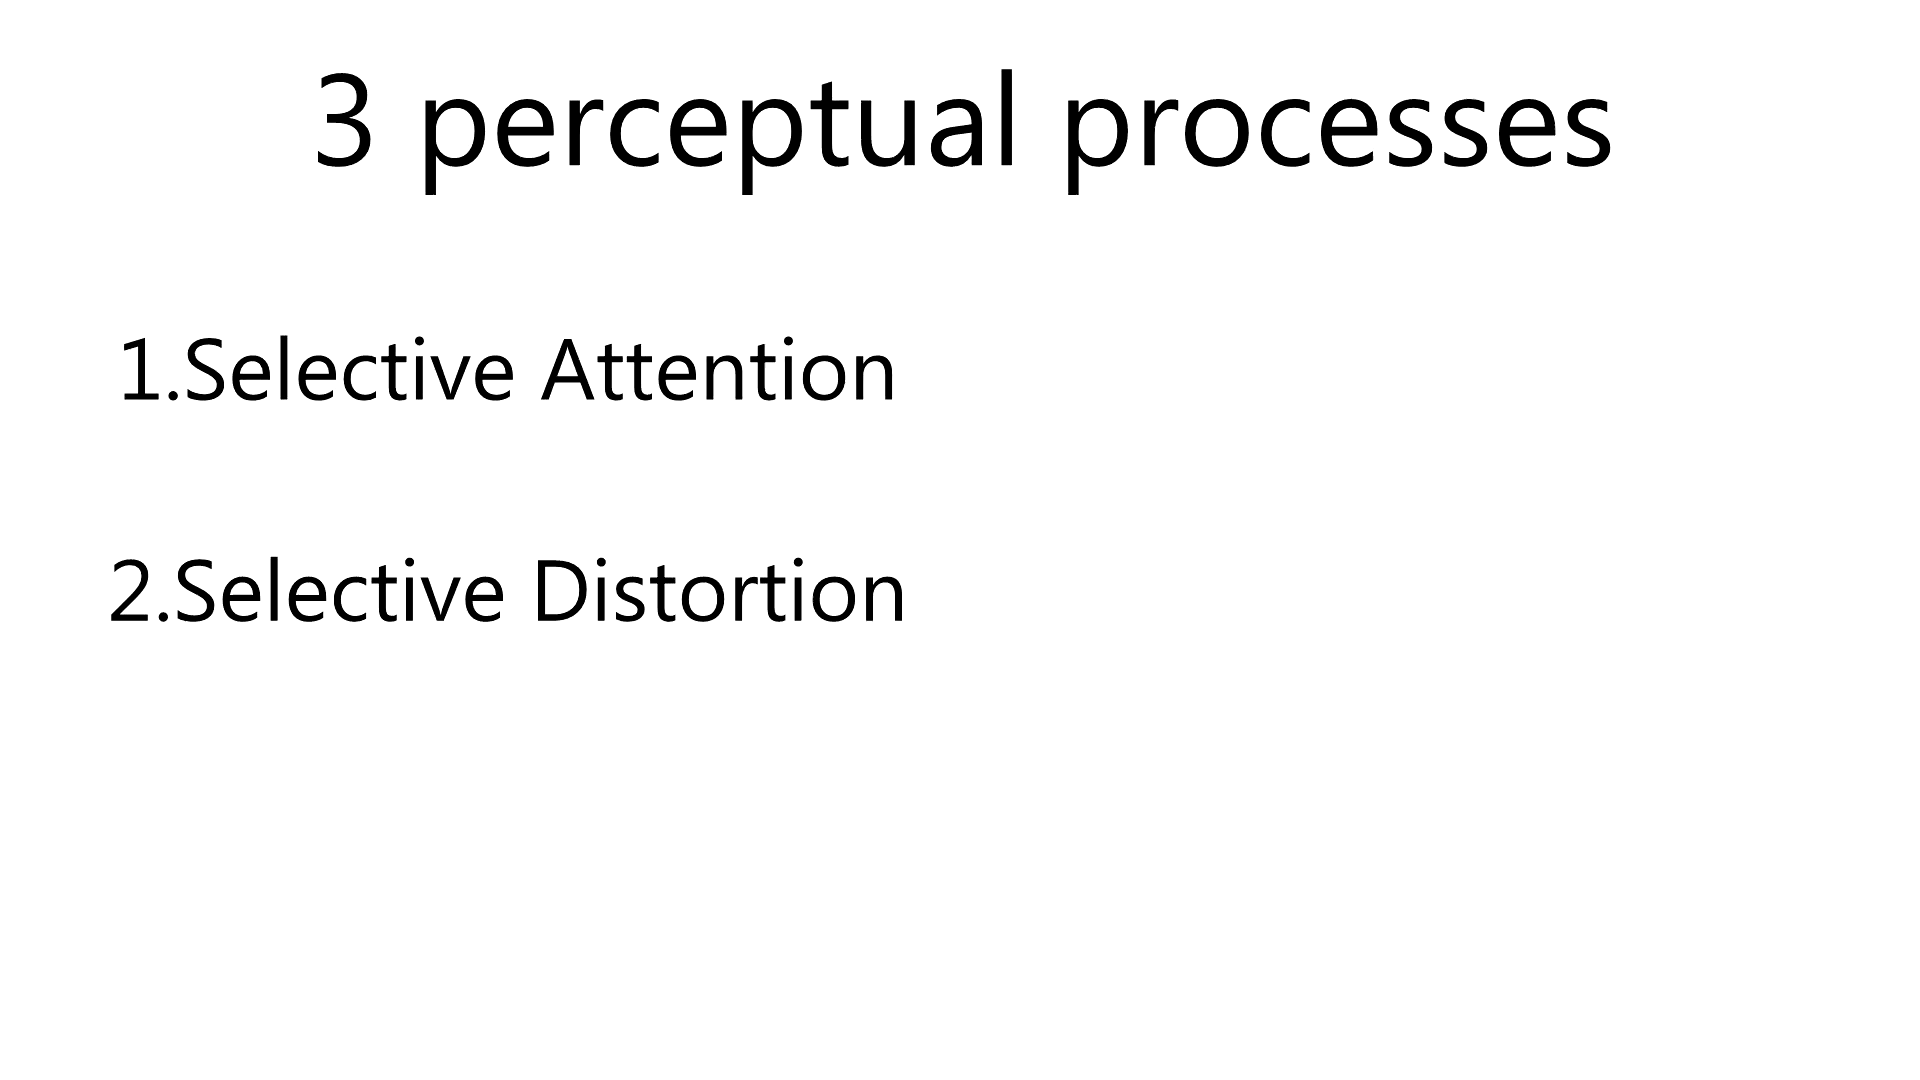 3 perceptual processes
1.Selective Attention
2.Selective Distortion